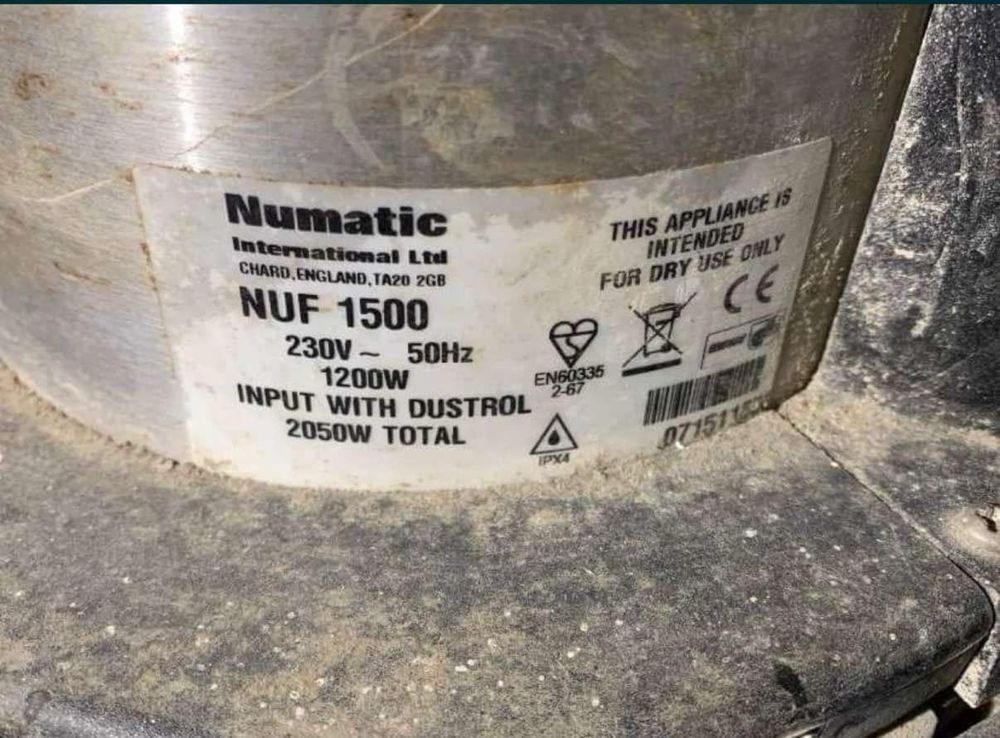 Numatic
International Ltd
CHARD, ENGLAND, TA20 2GB
NUF 1500
230V ~ 50Hz
1200W
INPUT WITH DUSTROL
2050W TOTAL
EN60335
2-67
IPX4
THIS APPLIANCE IS
INTENDED
FOR DRY USE ONLY
CE